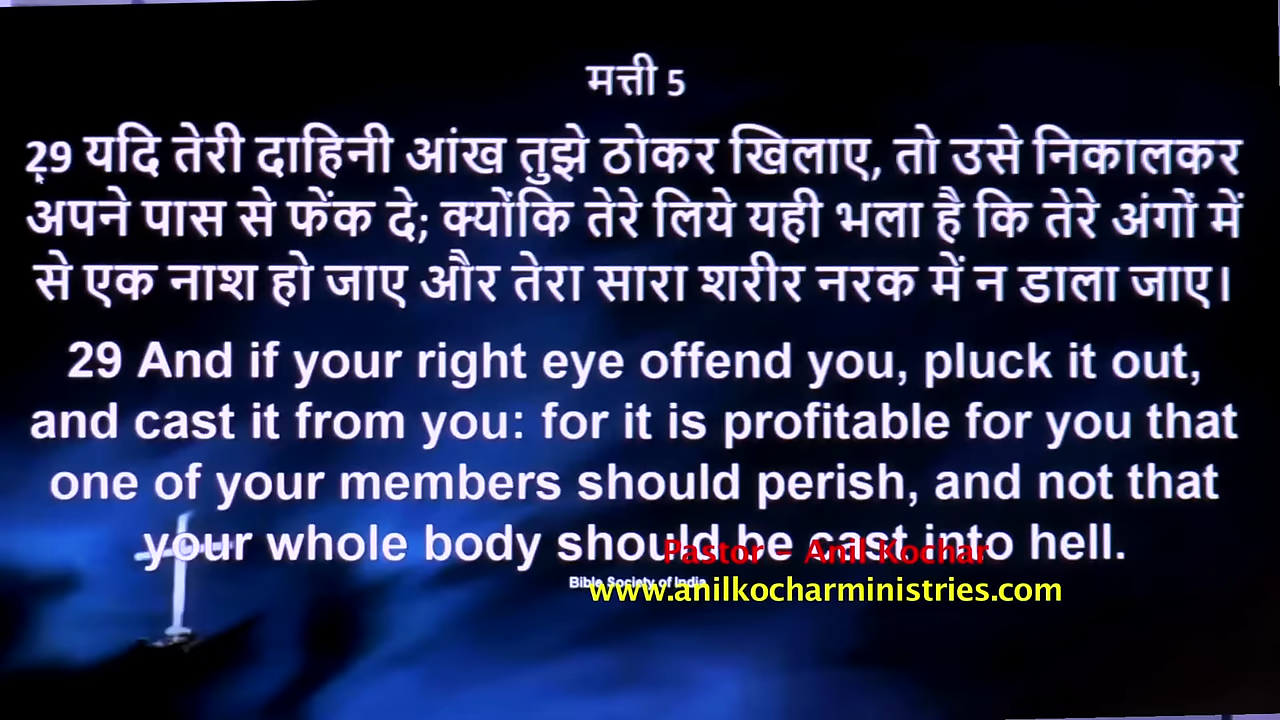 मत्ती 5
29 यदि तेरी दाहिनी आंख तुझे ठोकर खिलाए, तो उसे निकालकर
अपने पास से फेंक दे; क्योंकि तेरे लिये यही भला है कि तेरे अंगों में
से एक नाश हो जाए और तेरा सारा शरीर नरक में न डाला जाए।
29 And if your right eye offend you, pluck it out,
and cast it from you: for it is profitable for you that
one of your members should perish, and not that
your whole body should be cast into hell.
Pastor - Anil Kochar
Bible Society of India
www.anilkocharministries.com